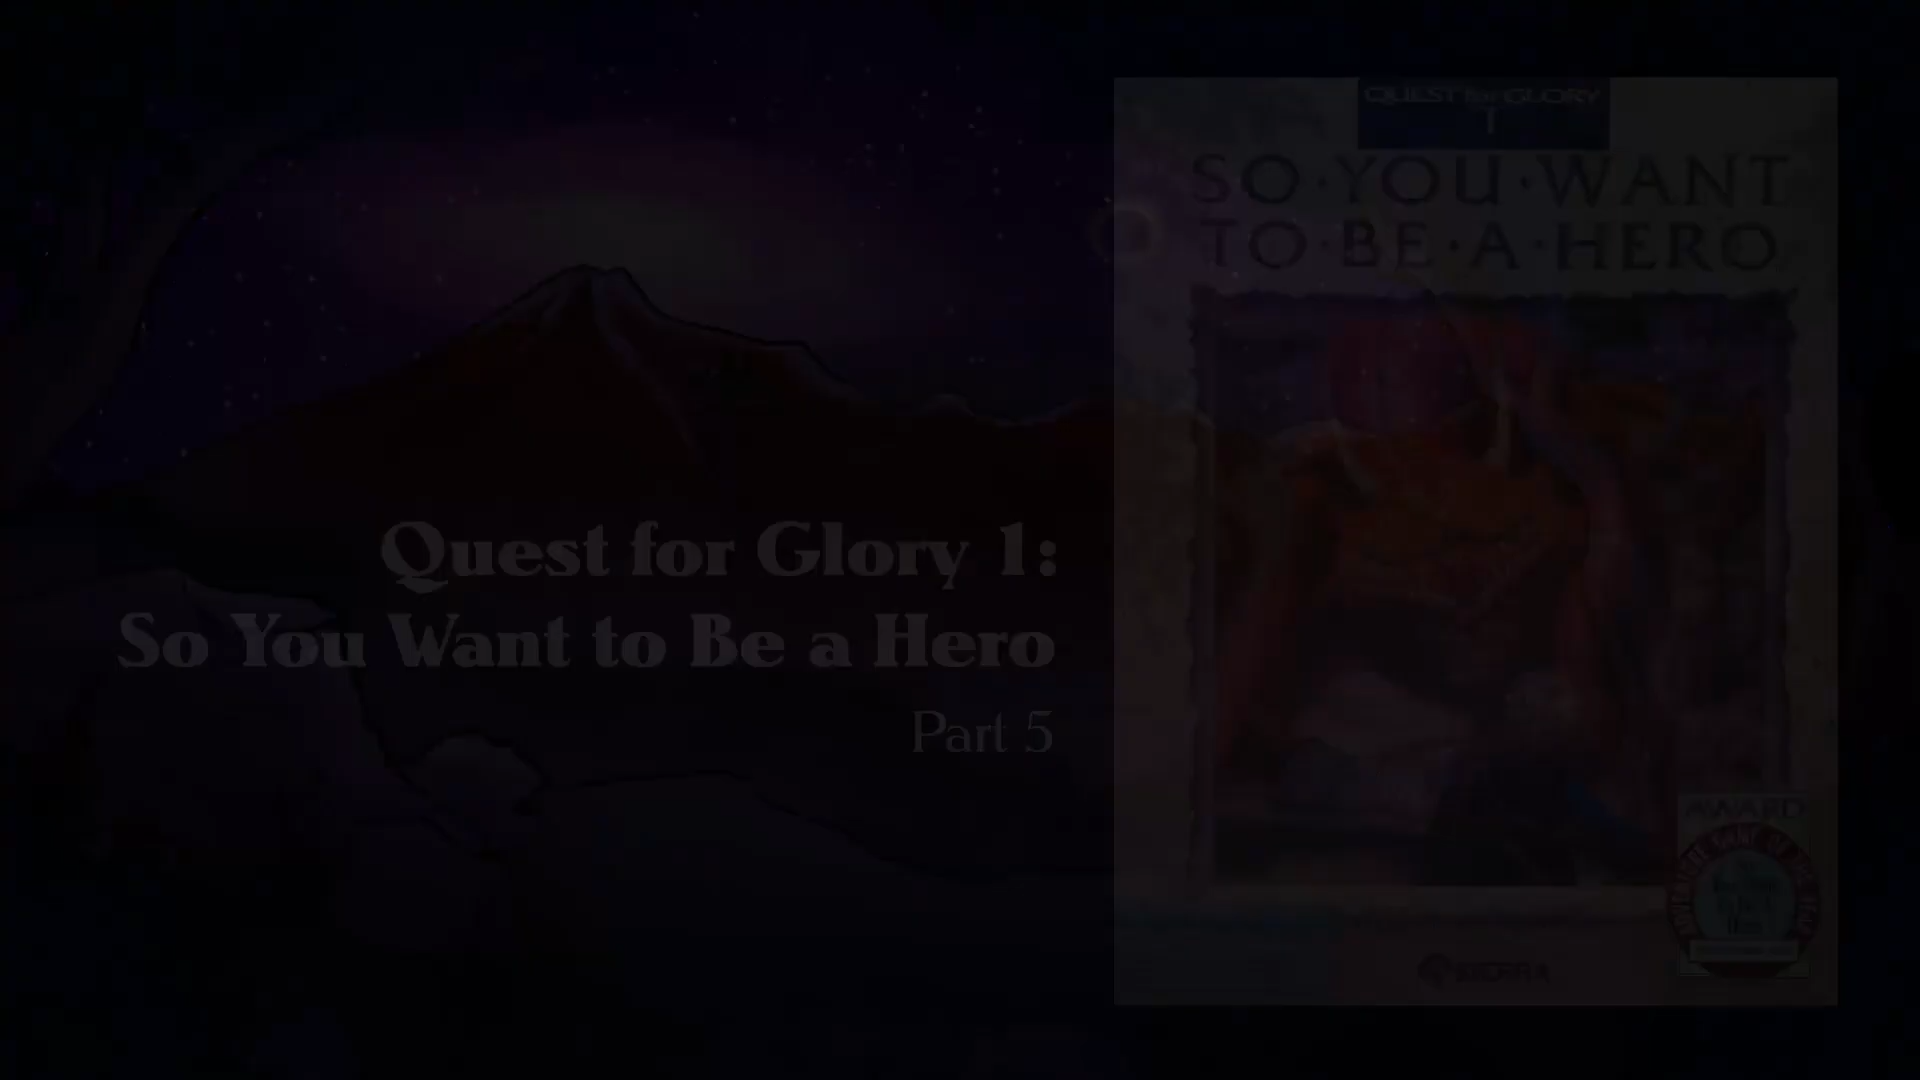 Quest for Glory 1:
So You Want to Be a Hero
Part 5
QUEST for GLORY
I
SO·YOU·WANT
TO·BE·A·HERO
AWARD
SIERRA